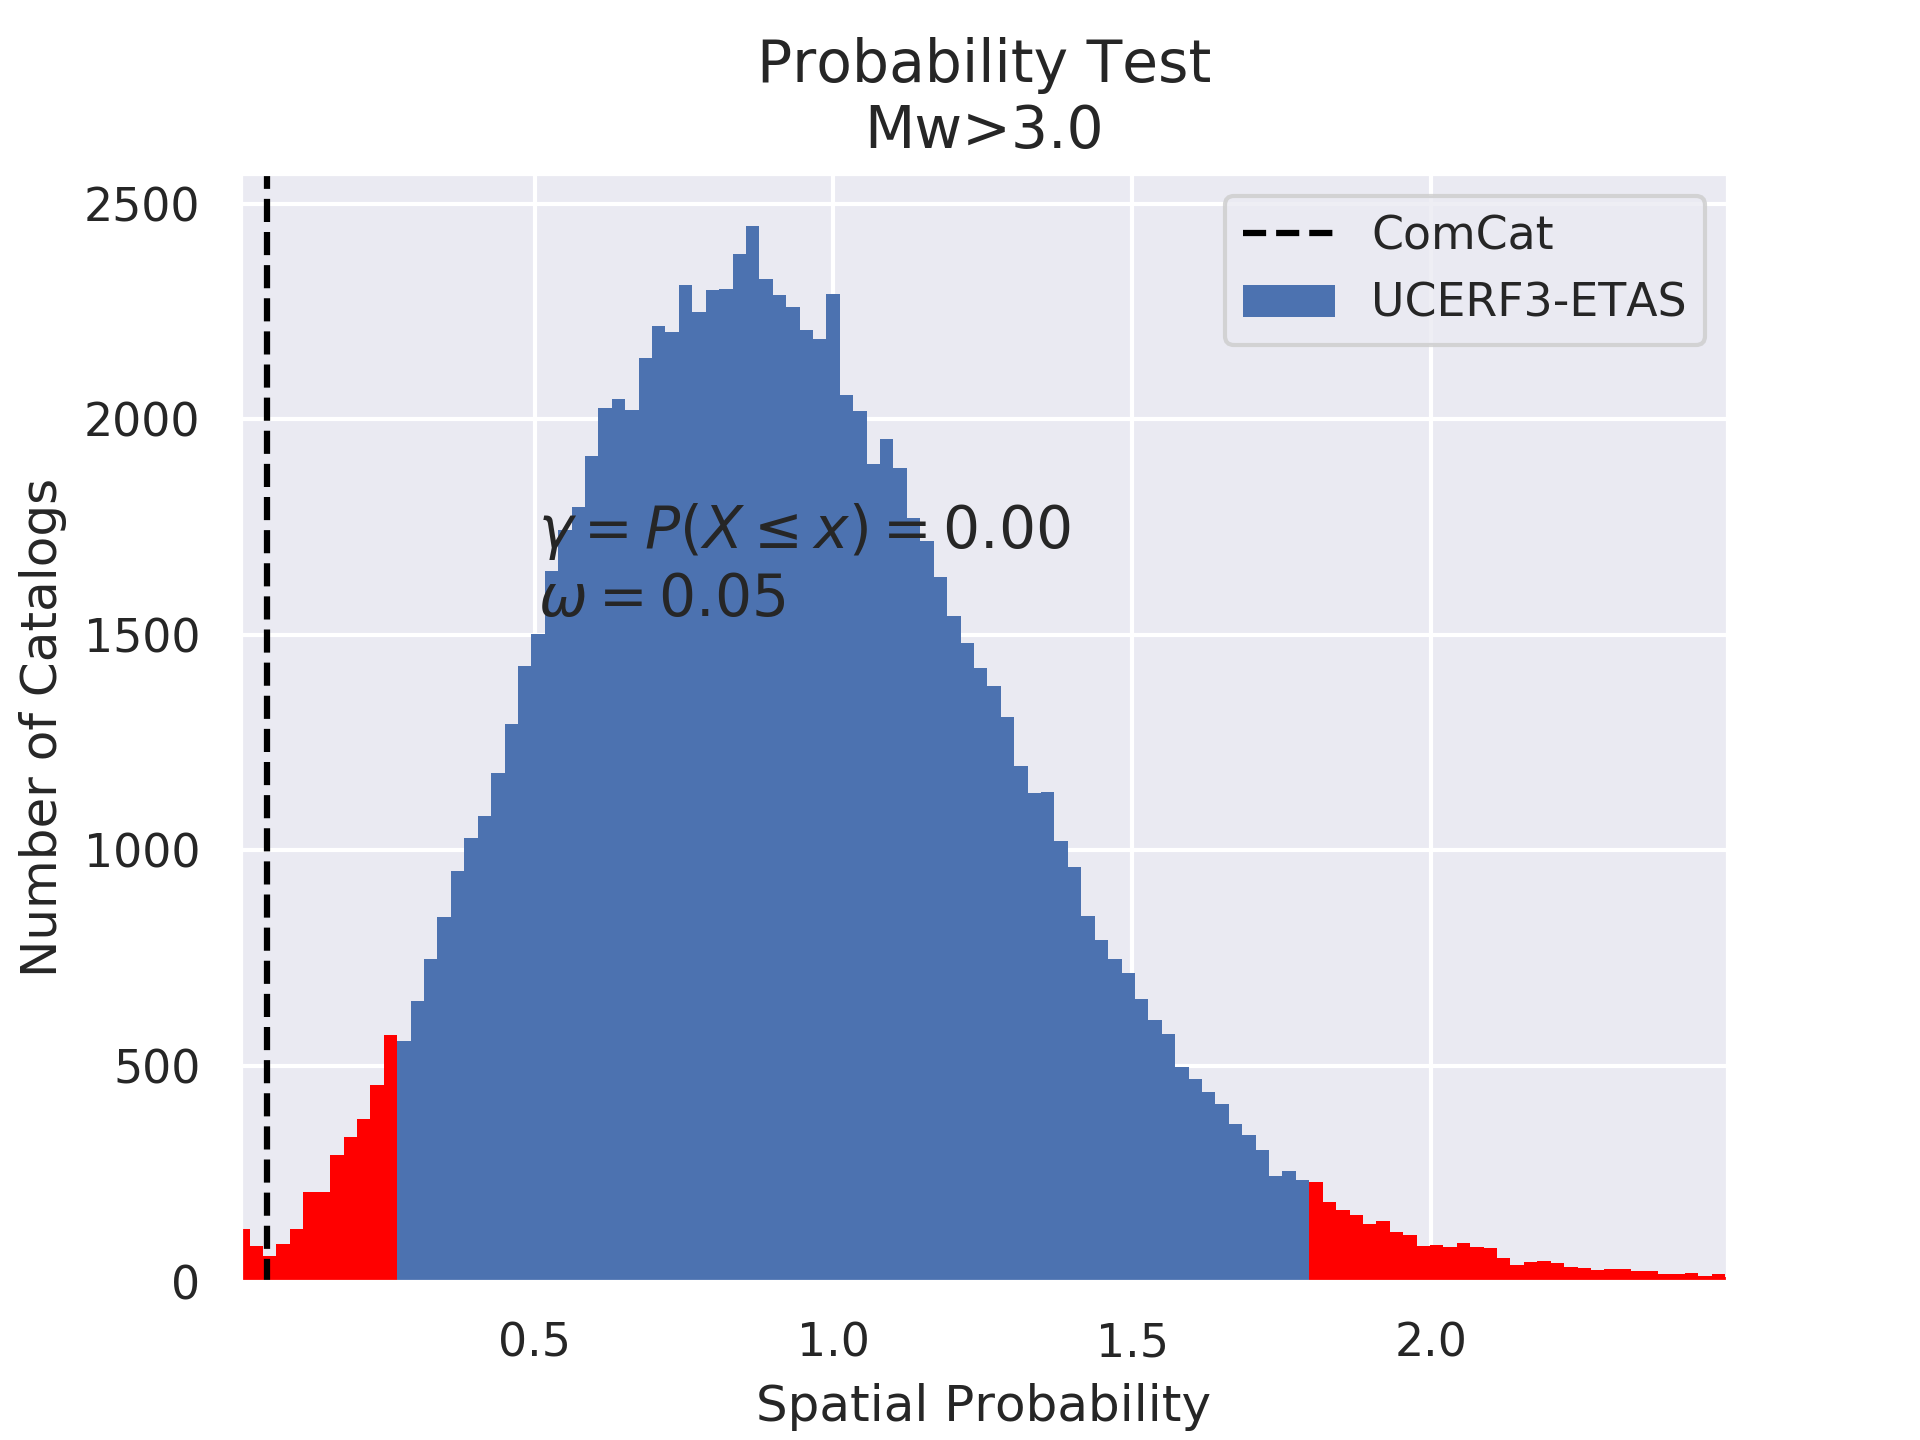 Probability Test
Mw>3.0
2500
2000
1500
1000
500
0
Number of Catalogs
ComCat
UCERF3-ETAS
γ = P(X ≤ x) = 0.00
ω = 0.05
0.5 1.0 1.5 2.0
Spatial Probability